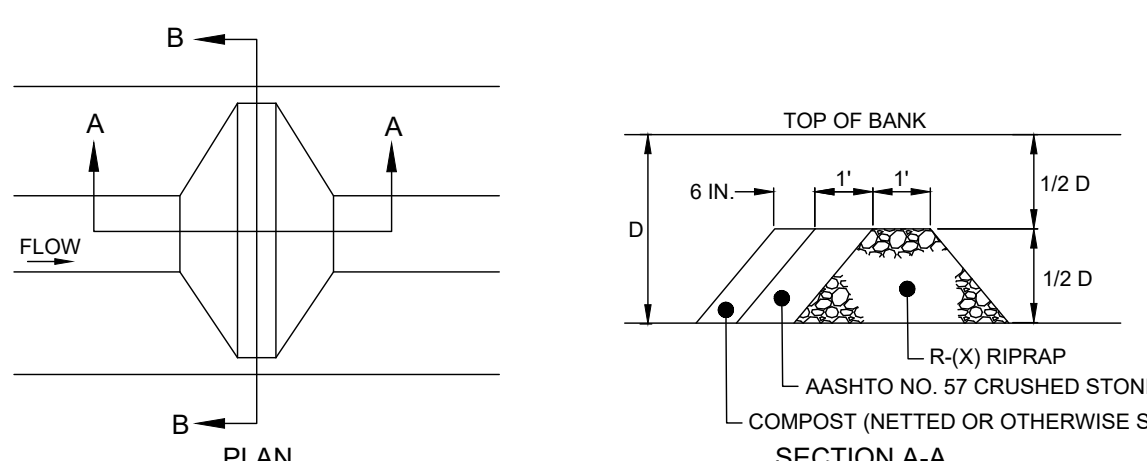 B
A
A
FLOW
B
PLAN
TOP OF BANK
6 IN.
1'
1'
1/2 D
D
1/2 D
R-(X) RIPRAP
AASHTO NO. 57 CRUSHED STON
COMPOST (NETTED OR OTHERWISE S
SECTION A-A